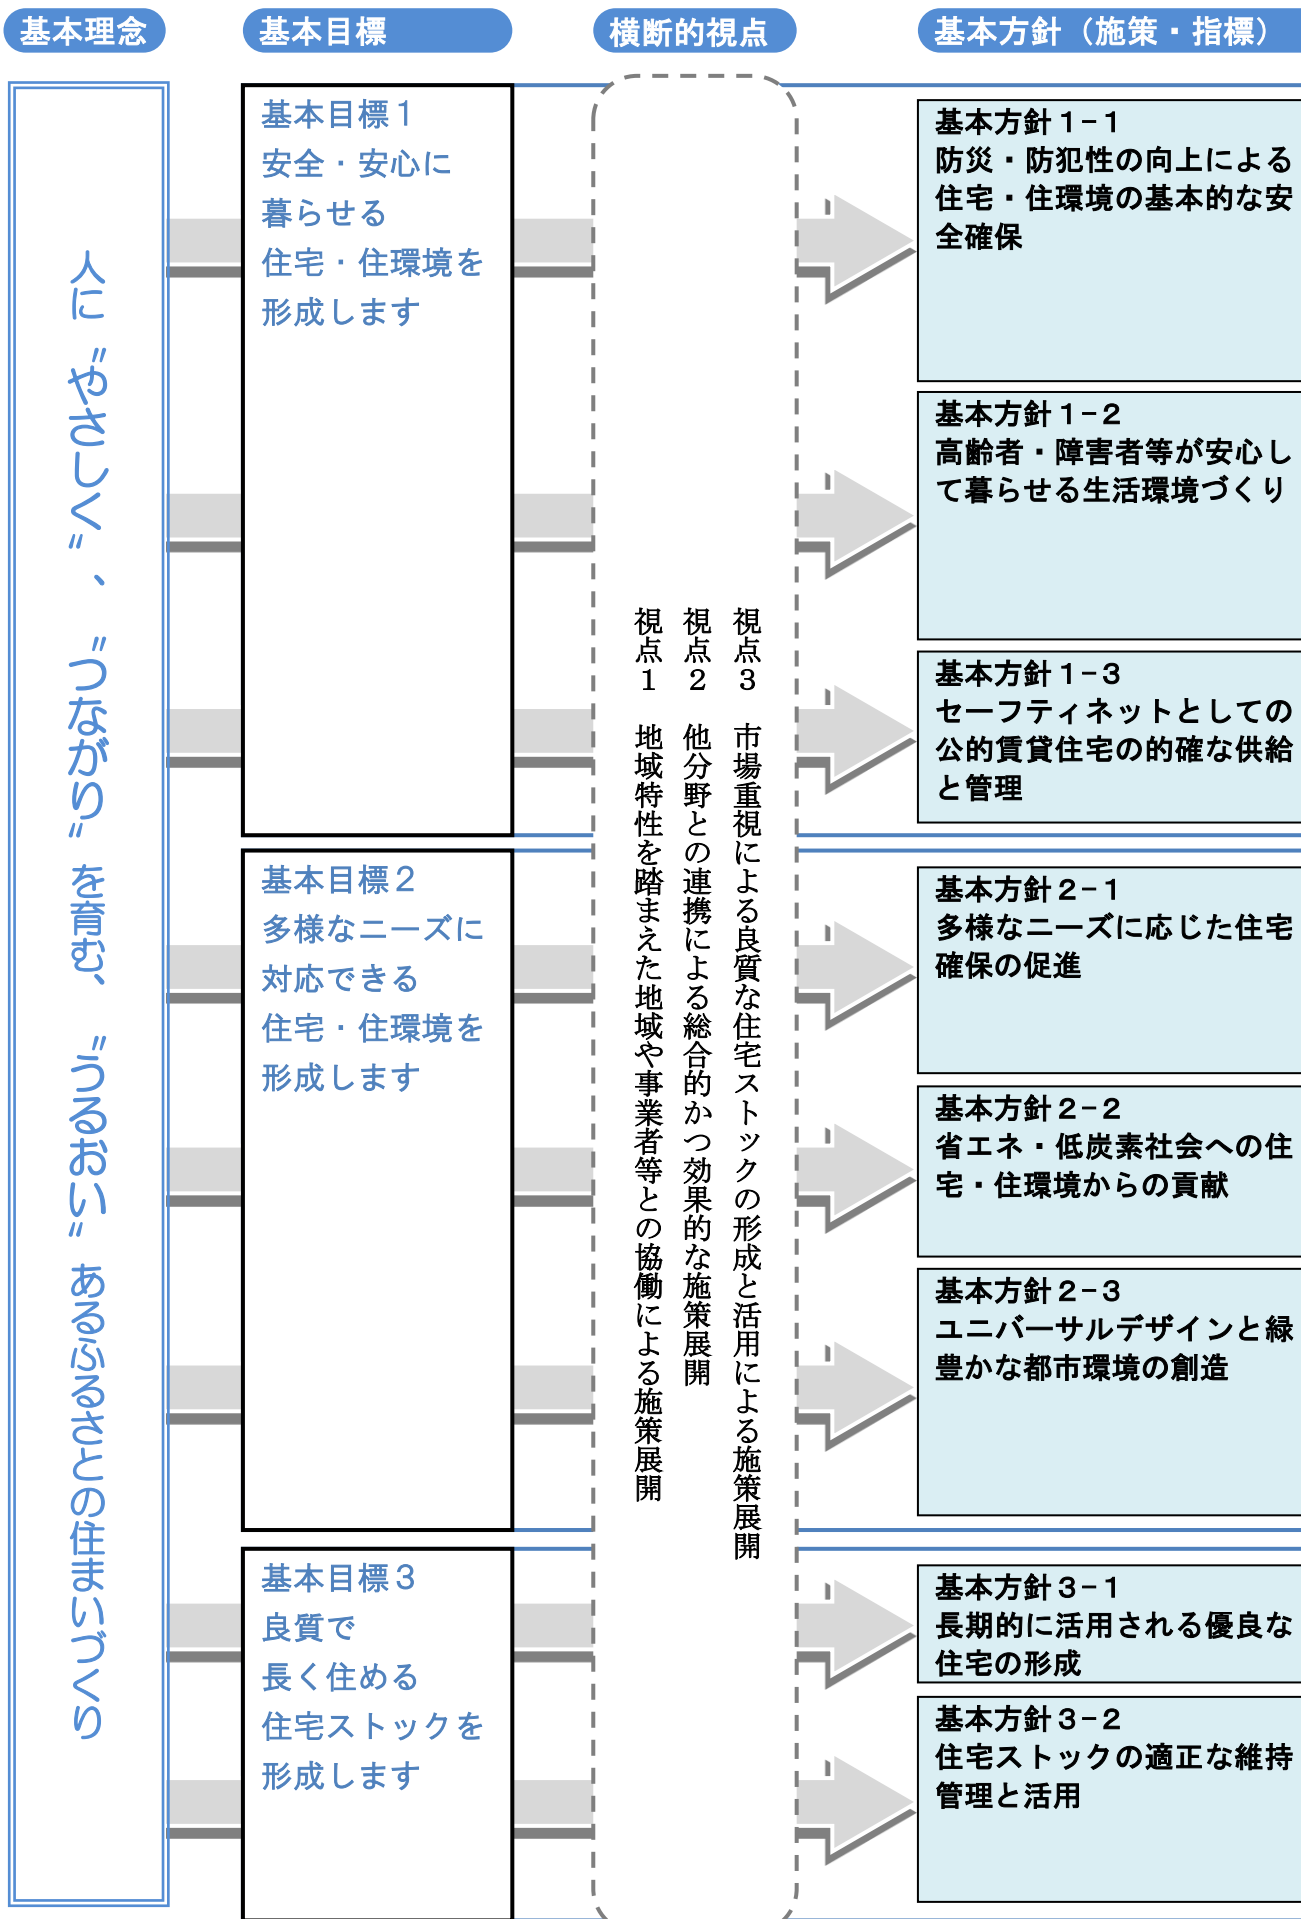 基本理念
基本目標
横断的視点
基本方針（施策・指標）
人に“やさしく”、“つながり”を育む、“うるおい”あるふるさとの住まいづくり
基本目標１
安全・安心に
暮らせる
住宅・住環境を
形成します
基本目標２
多様なニーズに
対応できる
住宅・住環境を
形成します
基本目標３
良質で
長く住める
住宅ストックを
形成します
視点３　市場重視による良質な住宅ストックの形成と活用による施策展開
視点２　他分野との連携による総合的かつ効果的な施策展開
視点１　地域特性を踏まえた地域や事業者等との協働による施策展開
基本方針１−１
防災・防犯性の向上による
住宅・住環境の基本的な安
全確保
基本方針１−２
高齢者・障害者等が安心し
て暮らせる生活環境づくり
基本方針１−３
セーフティネットとしての
公的賃貸住宅の的確な供給
と管理
基本方針２−１
多様なニーズに応じた住宅
確保の促進
基本方針２−２
省エネ・低炭素社会への住
宅・住環境からの貢献
基本方針２−３
ユニバーサルデザインと緑
豊かな都市環境の創造
基本方針３−１
長期的に活用される優良な
住宅の形成
基本方針３−２
住宅ストックの適正な維持
管理と活用